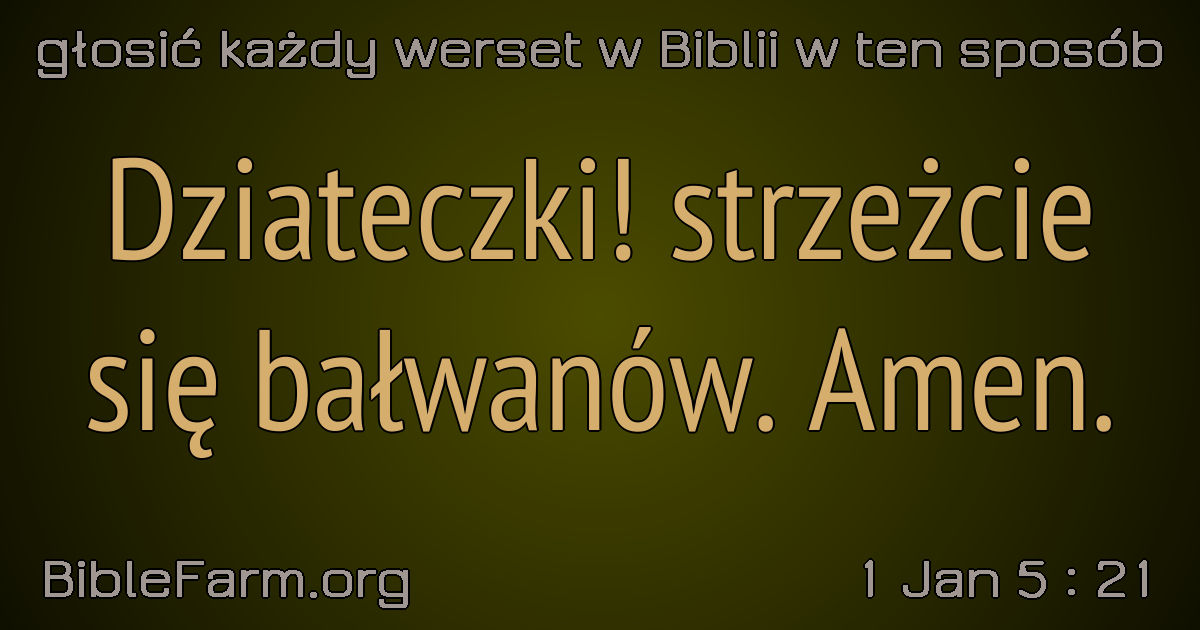 głosić każdy werset w Biblii w ten sposób
Dziateczki! strzeżcie
się bałwanów. Amen.
BibleFarm.org
1 Jan 5 : 21